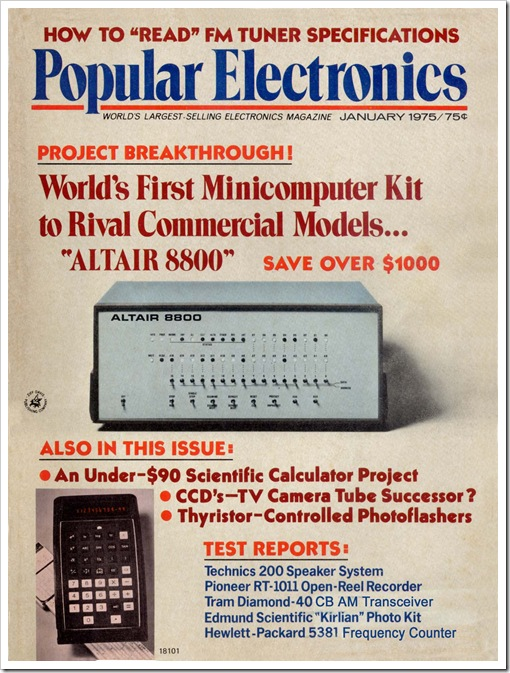 HOW TO “READ” FM TUNER SPECIFICATIONS
Popular Electronics
WORLD'S LARGEST-SELLING ELECTRONICS MAGAZINE JANUARY 1975/75¢
PROJECT BREAKTHROUGH!
World's First Minicomputer Kit
to Rival Commercial Models...
“ALTAIR 8800” SAVE OVER $1000
ALTAIR 8800
ALSO IN THIS ISSUE:
● An Under-$90 Scientific Calculator Project
● CCD's—TV Camera Tube Successor?
● Thyristor-Controlled Photoflashers
TEST REPORTS:
Technics 200 Speaker System
Pioneer RT-1011 Open-Reel Recorder
Tram Diamond-40 CB AM Transceiver
Edmund Scientific “Kirlian” Photo Kit
Hewlett-Packard 5381 Frequency Counter
18101